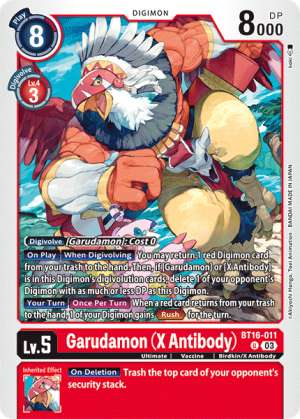 DIGIMON
Play
8
8000
DP
Digivolve
Lv.4
3
©Akiyoshi Hongo, Toei Animation · BANDAI MADE IN JAPAN
Digivolve [Garudamon]: Cost 0
On Play When Digivolving You may return 1 red Digimon card
from your trash to the hand. Then, if [Garudamon] or [X Antibody]
is in this Digimon's digivolution cards, delete 1 of your opponent's
Digimon with as much or less DP as this Digimon.
Your Turn Once Per Turn When a red card returns from your
trash to the hand, 1 of your Digimon gains Rush for the turn.
BT16-011
Lv.5 Garudamon (X Antibody)
U 03
Ultimate | Vaccine | Birdkin/X Antibody
Inherited Effect
On Deletion Trash the top card of your opponent's
security stack.